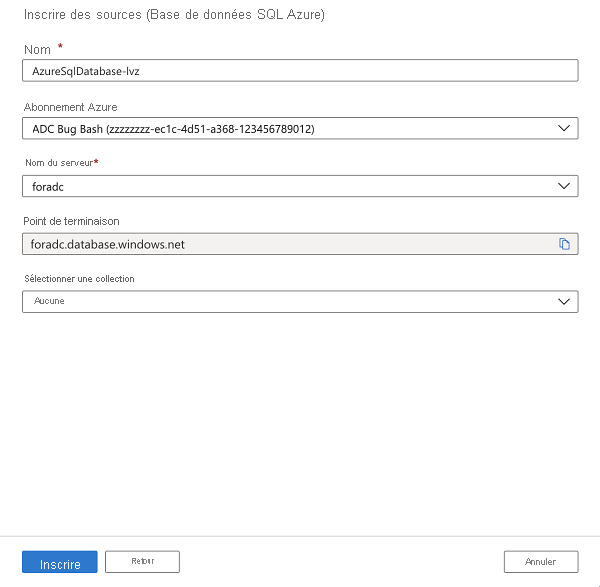 Inscrire des sources (Base de données SQL Azure)
Nom *
AzureSqlDatabase-lvz
Abonnement Azure
ADC Bug Bash (zzzzzzzz-ec1c-4d51-a368-123456789012)
Nom du serveur*
foradc
Point de terminaison
foradc.database.windows.net
Sélectionner une collection
Aucune
Inscrire
Retour
Annuler